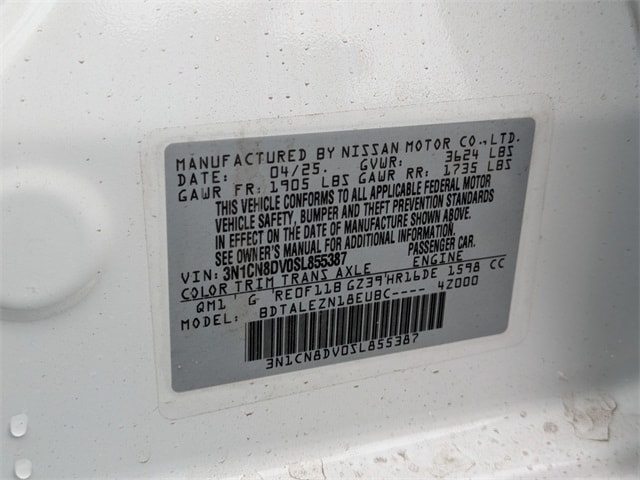 MANUFACTURED BY NISSAN MOTOR CO.,LTD.
DATE: 04/25. GVWR: 3624 LBS
GAWR FR: 1905 LBS GAWR RR: 1735 LBS
THIS VEHICLE CONFORMS TO ALL APPLICABLE FEDERAL MOTOR
VEHICLE SAFETY, BUMPER AND THEFT PREVENTION STANDARDS
IN EFFECT ON THE DATE OF MANUFACTURE SHOWN ABOVE.
SEE OWNER'S MANUAL FOR ADDITIONAL INFORMATION.
VIN: 3N1CN8DV0SL855387 PASSENGER CAR.
COLOR TRIM TRANS AXLE ENGINE
QM1 G RE0F11B GZ39 HR16DE 1598 CC
MODEL: BDTALEZN18EUBC---- 4Z000
3N1CN8DV0SL855387